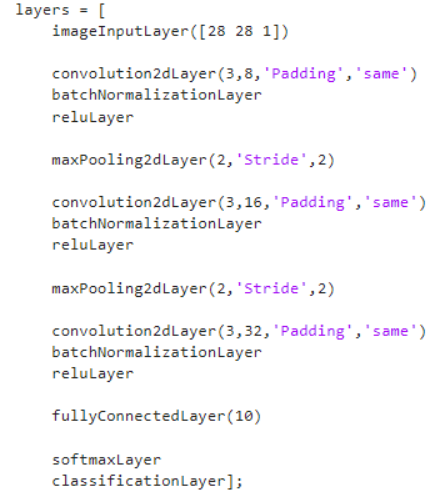 layers = [
imageInputLayer([28 28 1])
convolution2dLayer(3,8,'Padding','same')
batchNormalizationLayer
reluLayer
maxPooling2dLayer(2,'Stride',2)
convolution2dLayer(3,16,'Padding','same')
batchNormalizationLayer
reluLayer
maxPooling2dLayer(2,'Stride',2)
convolution2dLayer(3,32,'Padding','same')
batchNormalizationLayer
reluLayer
fullyConnectedLayer(10)
softmaxLayer
classificationLayer];